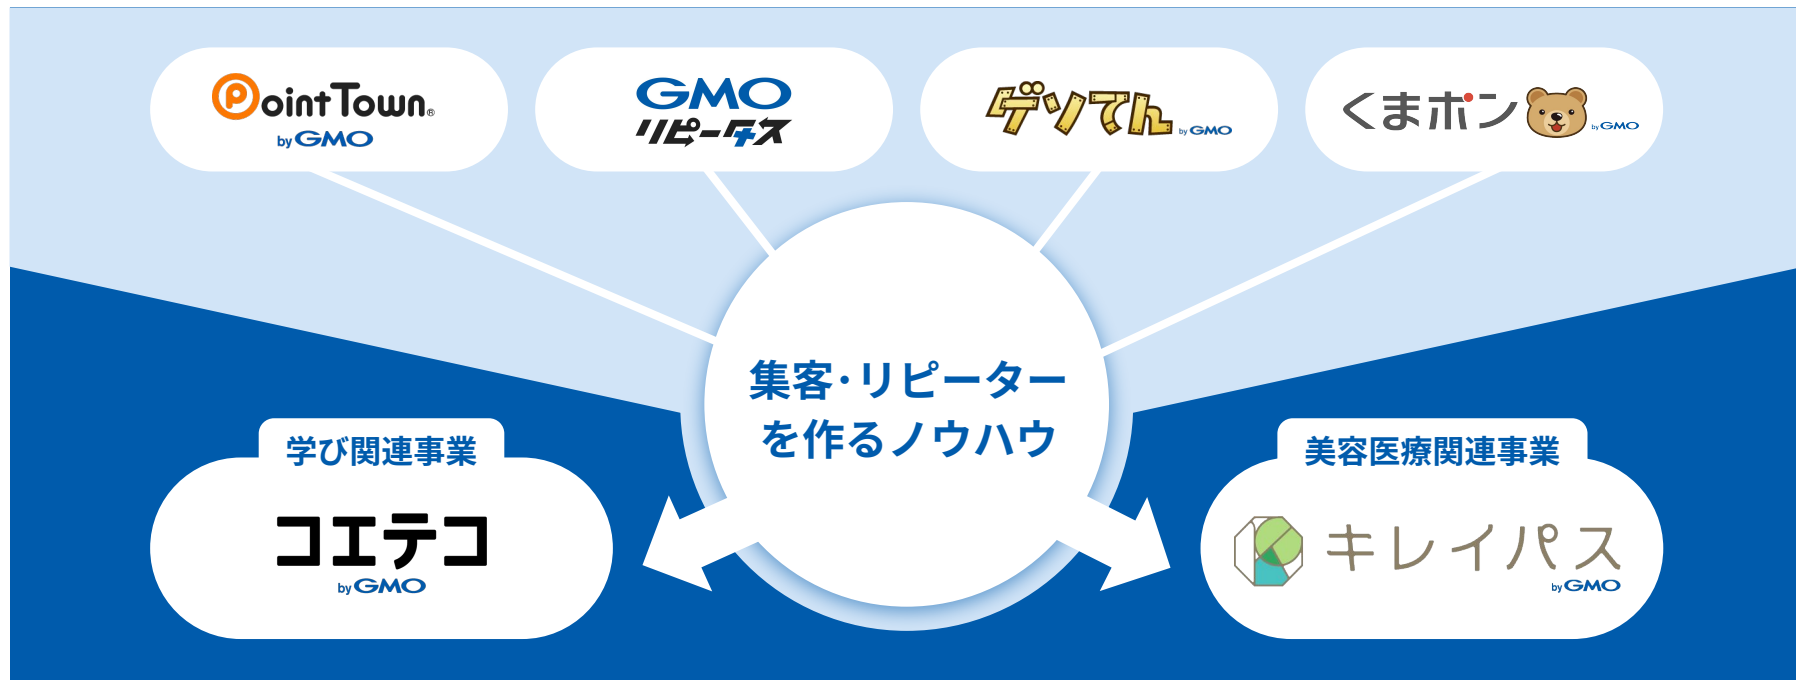 PointTown®
by GMO
GMO
リピータス
ゲソてん by GMO
くまポン by GMO
集客・リピーター
を作るノウハウ
学び関連事業
コエテコ
by GMO
美容医療関連事業
キレイパス
by GMO